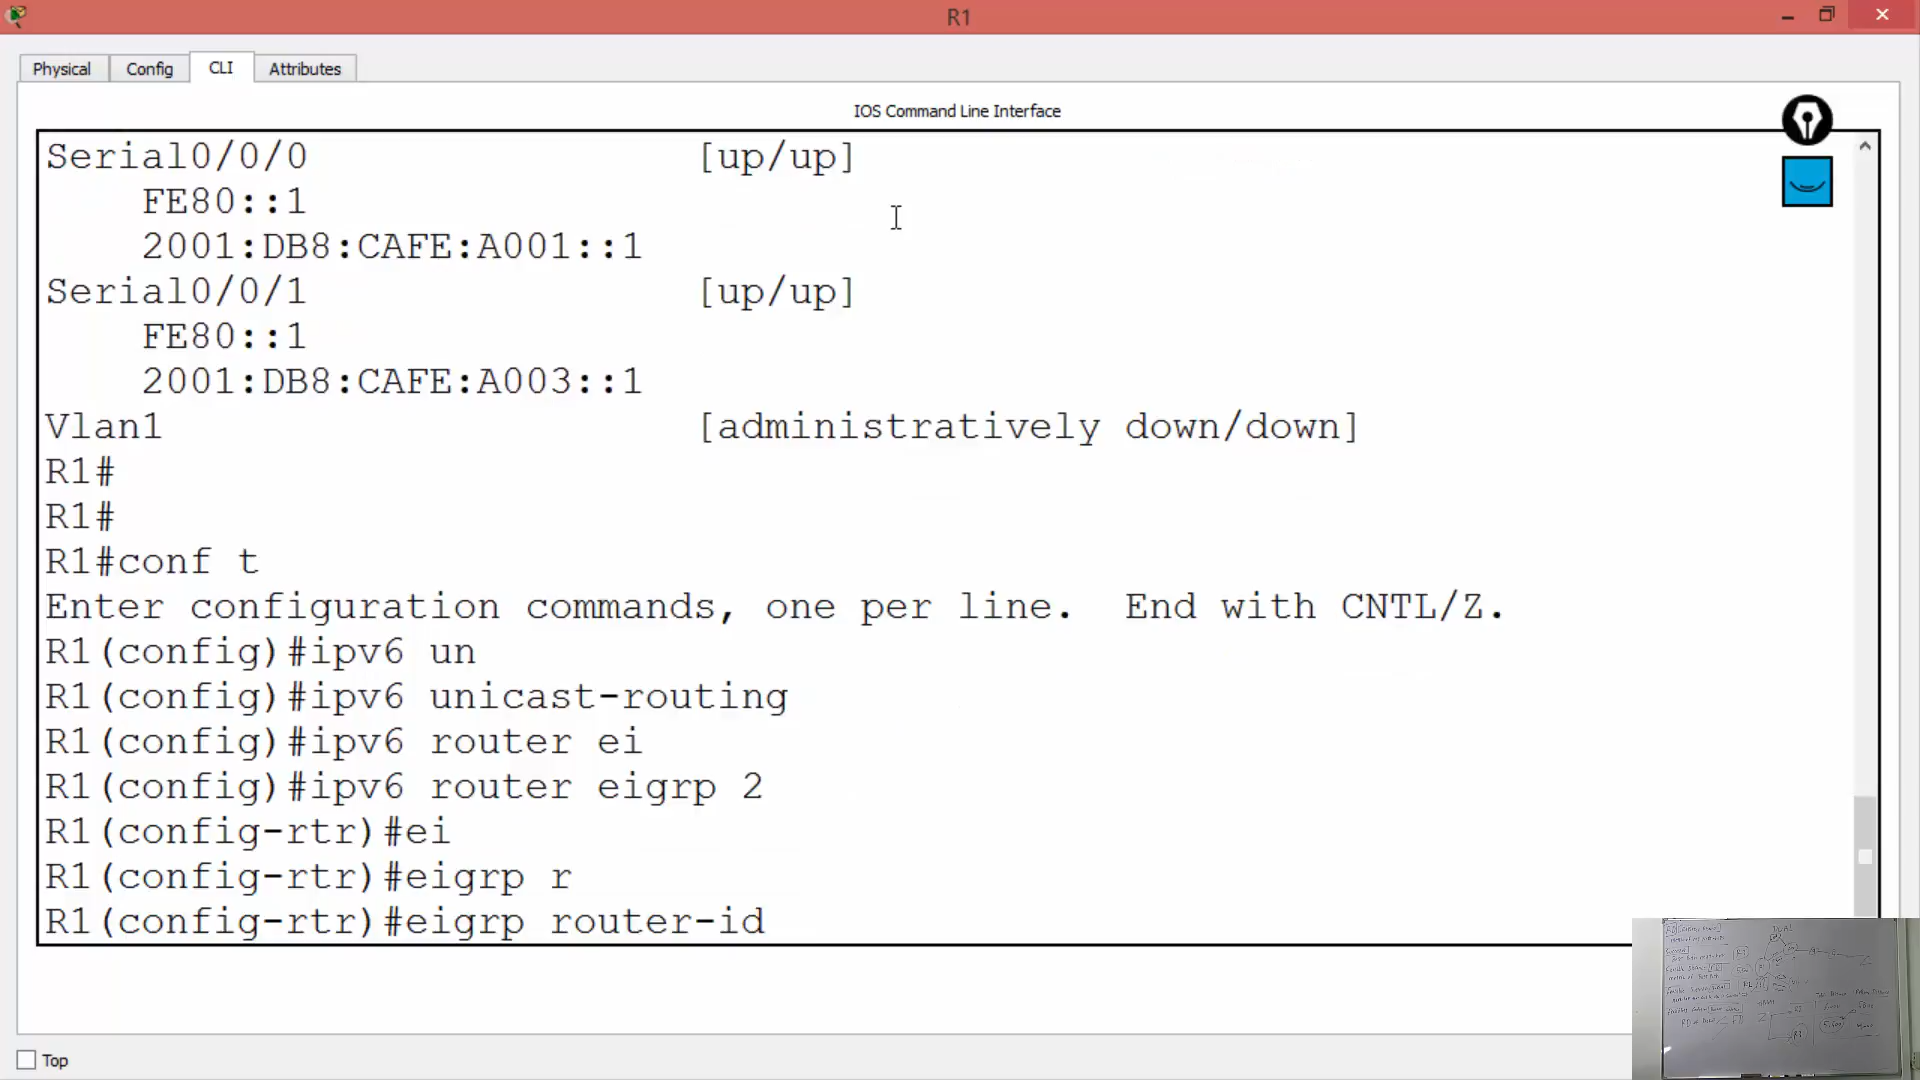 R1
Physical
Config
CLI
Attributes
IOS Command Line Interface
Serial0/0/0 [up/up]
FE80::1
2001:DB8:CAFE:A001::1
Serial0/0/1 [up/up]
FE80::1
2001:DB8:CAFE:A003::1
Vlan1 [administratively down/down]
R1#
R1#
R1#conf t
Enter configuration commands, one per line. End with CNTL/Z.
R1(config)#ipv6 un
R1(config)#ipv6 unicast-routing
R1(config)#ipv6 router ei
R1(config)#ipv6 router eigrp 2
R1(config-rtr)#ei
R1(config-rtr)#eigrp r
R1(config-rtr)#eigrp router-id
Top
DUAL